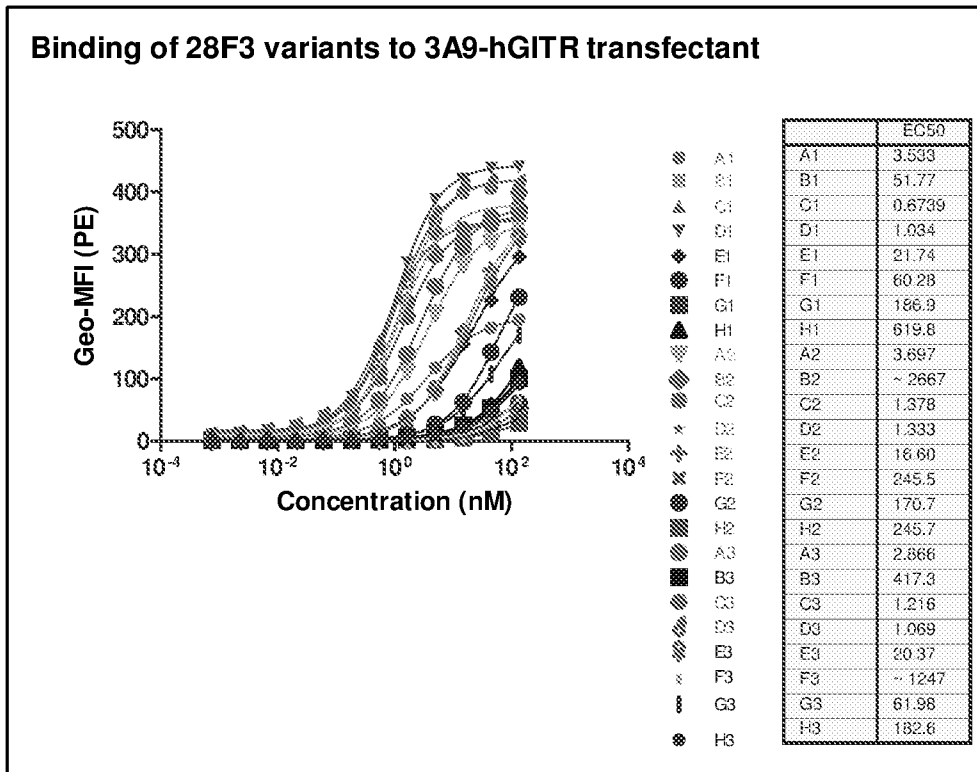 Binding of 28F3 variants to 3A9-hGITR transfectant
500
400
300
200
100
0
Geo-MFI (PE)
10-4
10-2
100
102
104
Concentration (nM)
A1
B1
C1
D1
E1
F1
G1
H1
A2
B2
C2
D2
E2
F2
G2
H2
A3
B3
C3
D3
E3
F3
G3
H3
EC50
A1 3.533
B1 51.77
C1 0.6739
D1 1.034
E1 21.74
F1 60.28
G1 186.9
H1 619.8
A2 3.697
B2 ~ 2667
C2 1.378
D2 1.333
E2 16.60
F2 245.5
G2 170.7
H2 245.7
A3 2.866
B3 417.3
C3 1.216
D3 1.069
E3 20.37
F3 ~ 1247
G3 61.98
H3 182.6